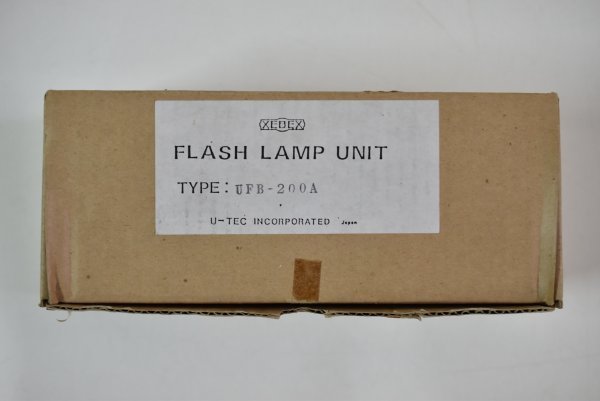 XEBEX
FLASH LAMP UNIT
TYPE: UFB-200A
U-TEC INCORPORATED Japan